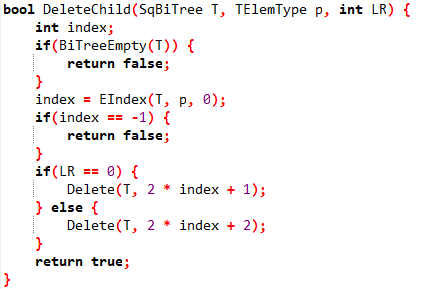 bool DeleteChild(SqBiTree T, TElemType p, int LR) {
    int index;
    if(BiTreeEmpty(T)) {
        return false;
    }
    index = EIndex(T, p, 0);
    if(index == -1) {
        return false;
    }
    if(LR == 0) {
        Delete(T, 2 * index + 1);
    } else {
        Delete(T, 2 * index + 2);
    }
    return true;
}